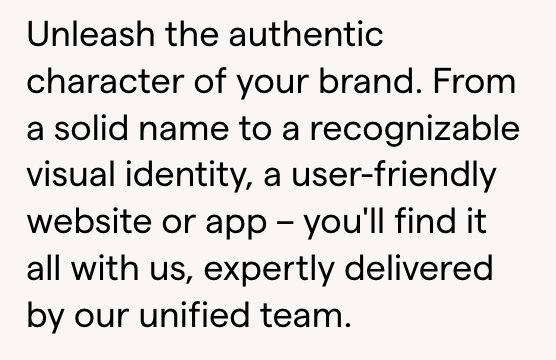 Unleash the authentic
character of your brand. From
a solid name to a recognizable
visual identity, a user-friendly
website or app – you'll find it
all with us, expertly delivered
by our unified team.